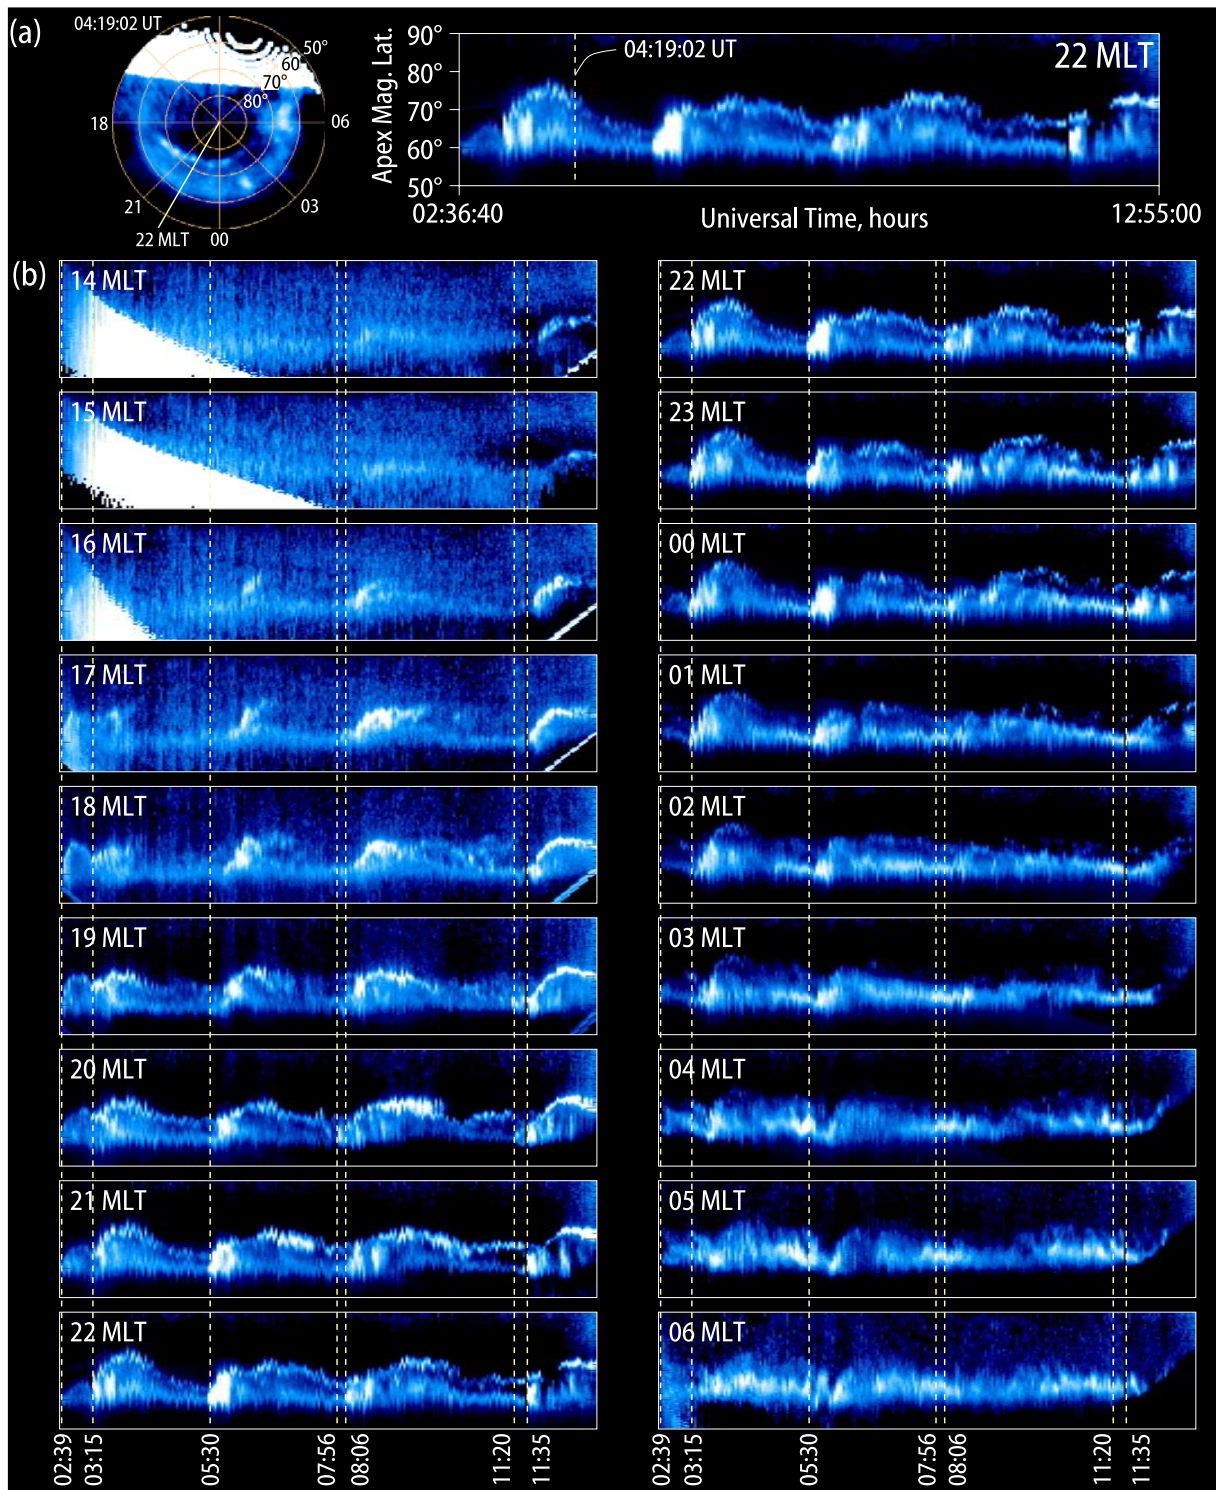 (a)
04:19:02 UT
50°
60
70°
80°
18
06
21
03
22 MLT
00
Apex Mag. Lat.
90°
80°
70°
60°
50°
04:19:02 UT
22 MLT
02:36:40
Universal Time, hours
12:55:00
(b)
14 MLT
15 MLT
16 MLT
17 MLT
18 MLT
19 MLT
20 MLT
21 MLT
22 MLT
02:39
03:15
05:30
07:56
08:06
11:20
11:35
22 MLT
23 MLT
00 MLT
01 MLT
02 MLT
03 MLT
04 MLT
05 MLT
06 MLT
02:39
03:15
05:30
07:56
08:06
11:20
11:35